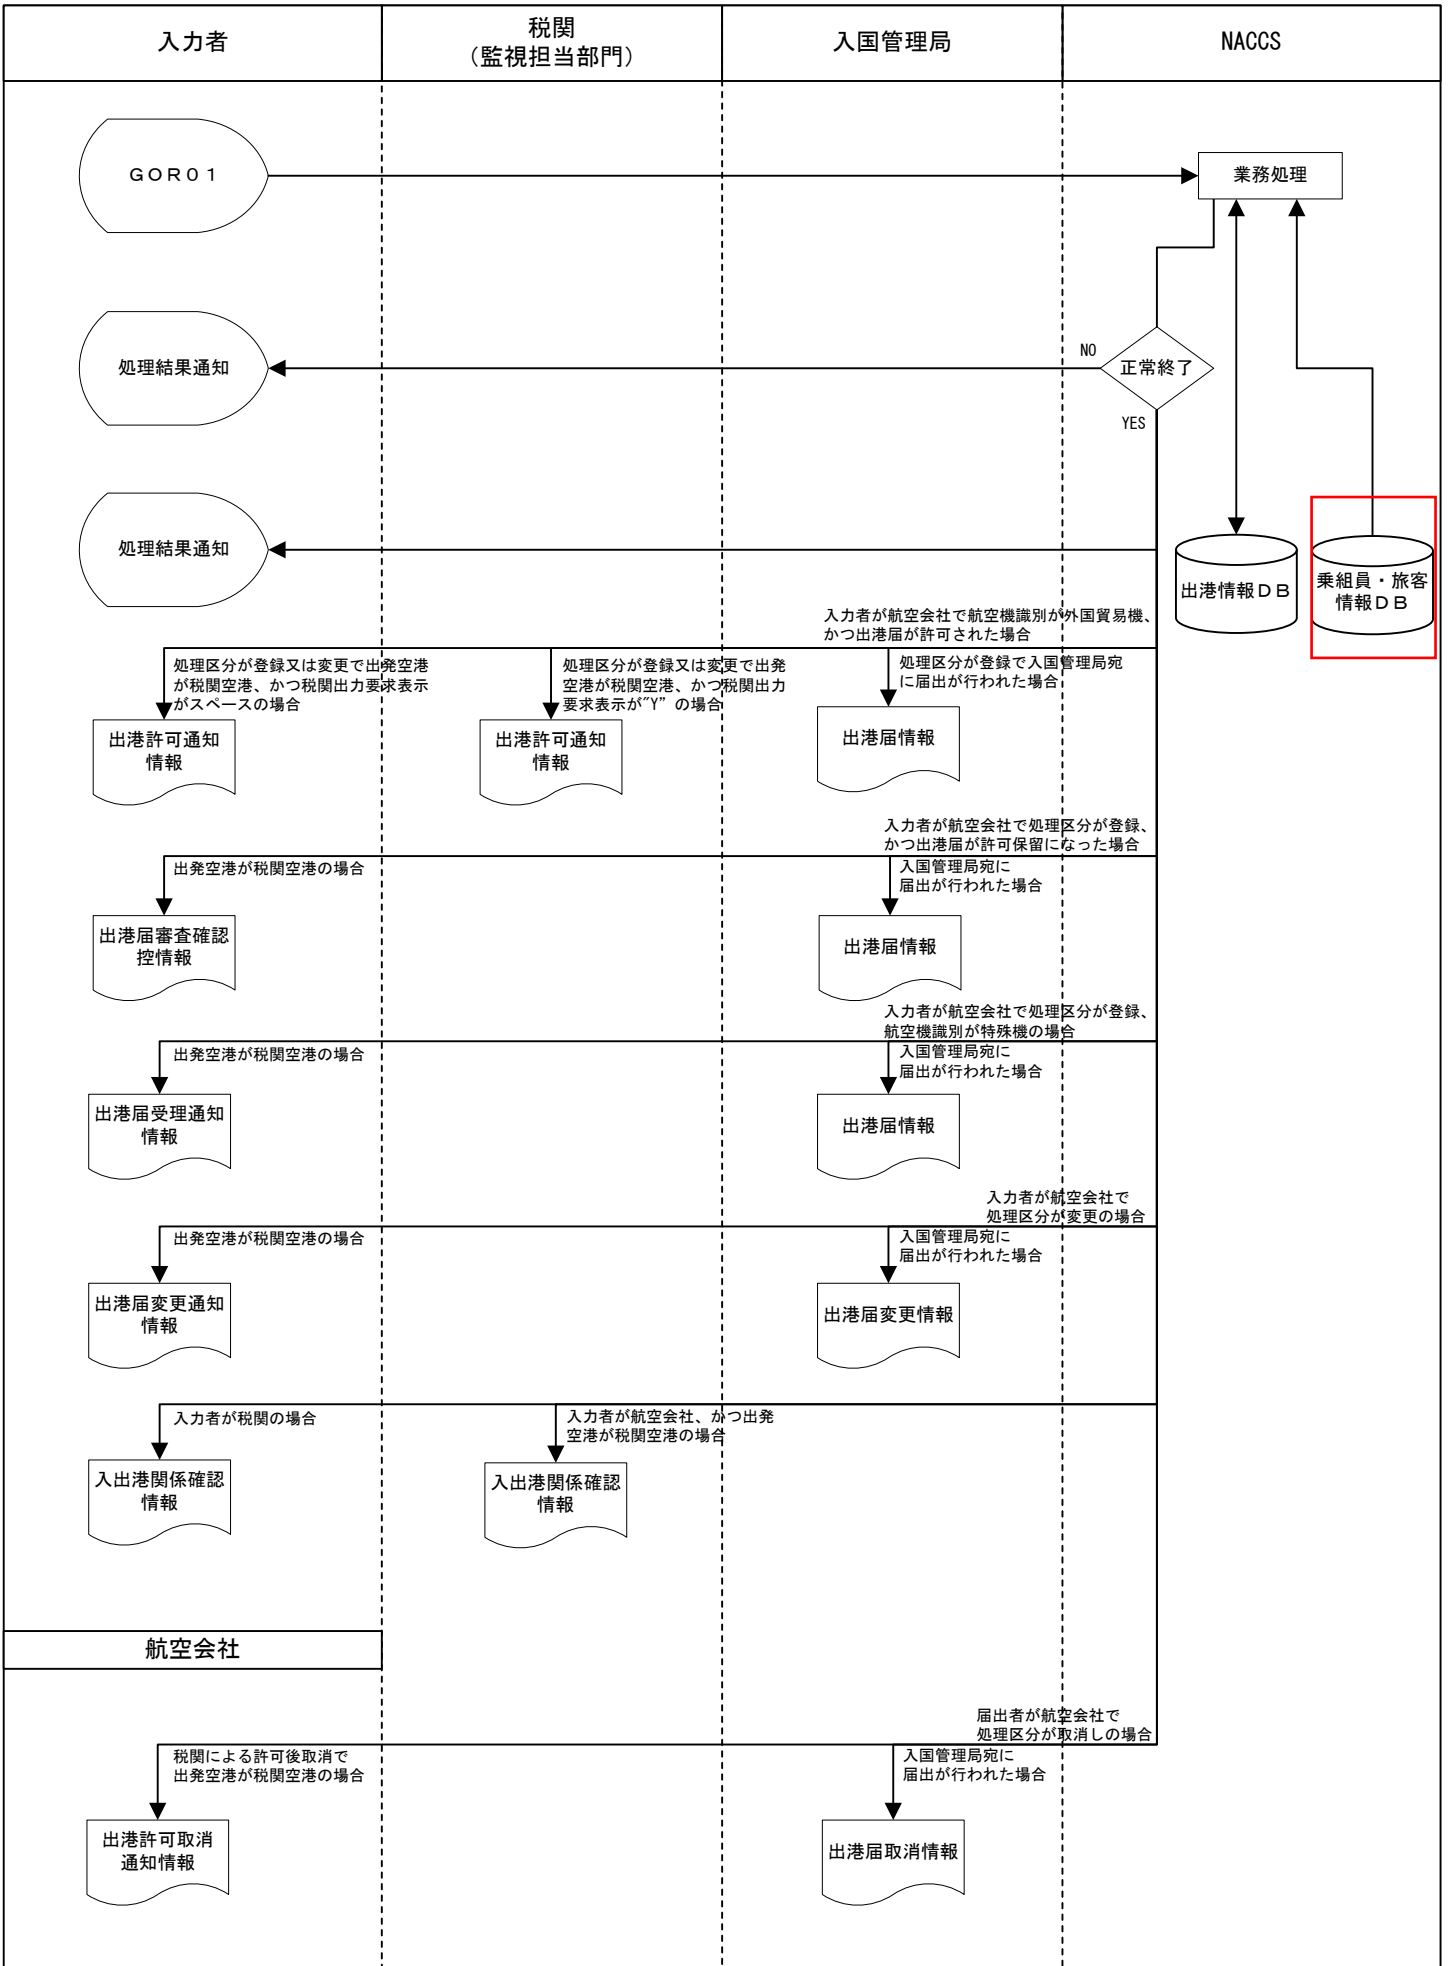 入力者
税関
（監視担当部門）
入国管理局
NACCS
ＧＯＲ０１
業務処理
処理結果通知
NO
正常終了
YES
処理結果通知
出港情報ＤＢ
乗組員・旅客
情報ＤＢ
入力者が航空会社で航空機識別が外国貿易機、
かつ出港届が許可された場合
処理区分が登録又は変更で出発空港
が税関空港、かつ税関出力要求表示
がスペースの場合
処理区分が登録又は変更で出発
空港が税関空港、かつ税関出力
要求表示が“Y”の場合
処理区分が登録で入国管理局宛
に届出が行われた場合
出港許可通知
情報
出港許可通知
情報
出港届情報
入力者が航空会社で処理区分が登録、
かつ出港届が許可保留になった場合
出発空港が税関空港の場合
入国管理局宛に
届出が行われた場合
出港届審査確認
控情報
出港届情報
入力者が航空会社で処理区分が登録、
航空機識別が特殊機の場合
出発空港が税関空港の場合
入国管理局宛に
届出が行われた場合
出港届受理通知
情報
出港届情報
入力者が航空会社で
処理区分が変更の場合
出発空港が税関空港の場合
入国管理局宛に
届出が行われた場合
出港届変更通知
情報
出港届変更情報
入力者が税関の場合
入力者が航空会社、かつ出発
空港が税関空港の場合
入出港関係確認
情報
入出港関係確認
情報
航空会社
届出者が航空会社で
処理区分が取消しの場合
税関による許可後取消で
出発空港が税関空港の場合
入国管理局宛に
届出が行われた場合
出港許可取消
通知情報
出港届取消情報